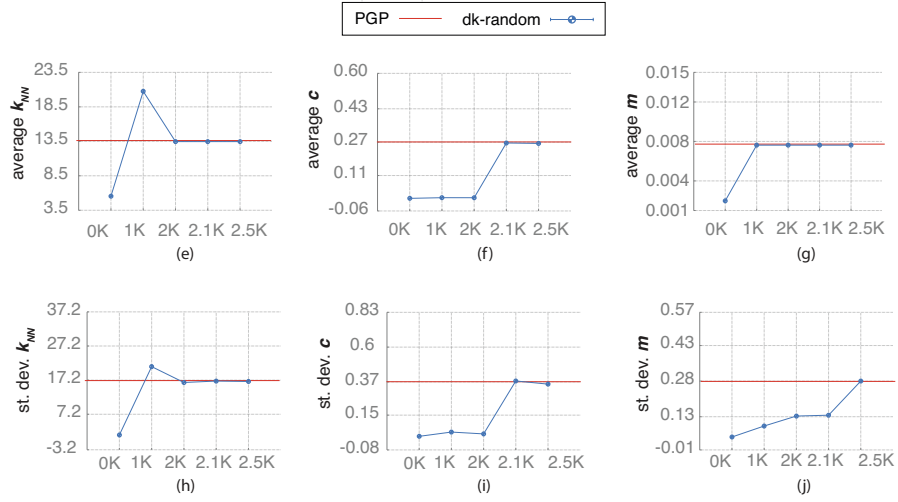 PGP dk-random
average k_NN
23.5
18.5
13.5
8.5
3.5
0K 1K 2K 2.1K 2.5K
(e)
average c
0.60
0.43
0.27
0.11
-0.06
0K 1K 2K 2.1K 2.5K
(f)
average m
0.015
0.012
0.008
0.004
0.001
0K 1K 2K 2.1K 2.5K
(g)
st. dev. k_NN
37.2
27.2
17.2
7.2
-3.2
0K 1K 2K 2.1K 2.5K
(h)
st. dev. c
0.83
0.6
0.37
0.15
-0.08
0K 1K 2K 2.1K 2.5K
(i)
st. dev. m
0.57
0.43
0.28
0.13
-0.01
0K 1K 2K 2.1K 2.5K
(j)